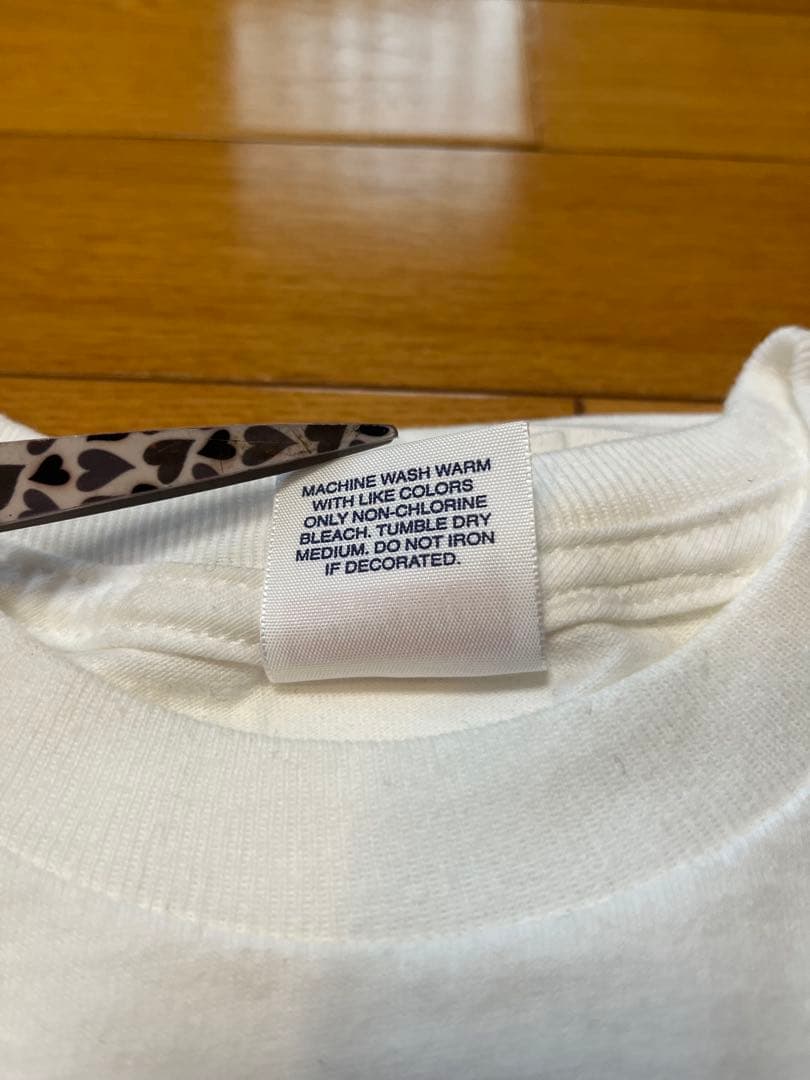 MACHINE WASH WARM
WITH LIKE COLORS
ONLY NON-CHLORINE
BLEACH. TUMBLE DRY
MEDIUM. DO NOT IRON
IF DECORATED.